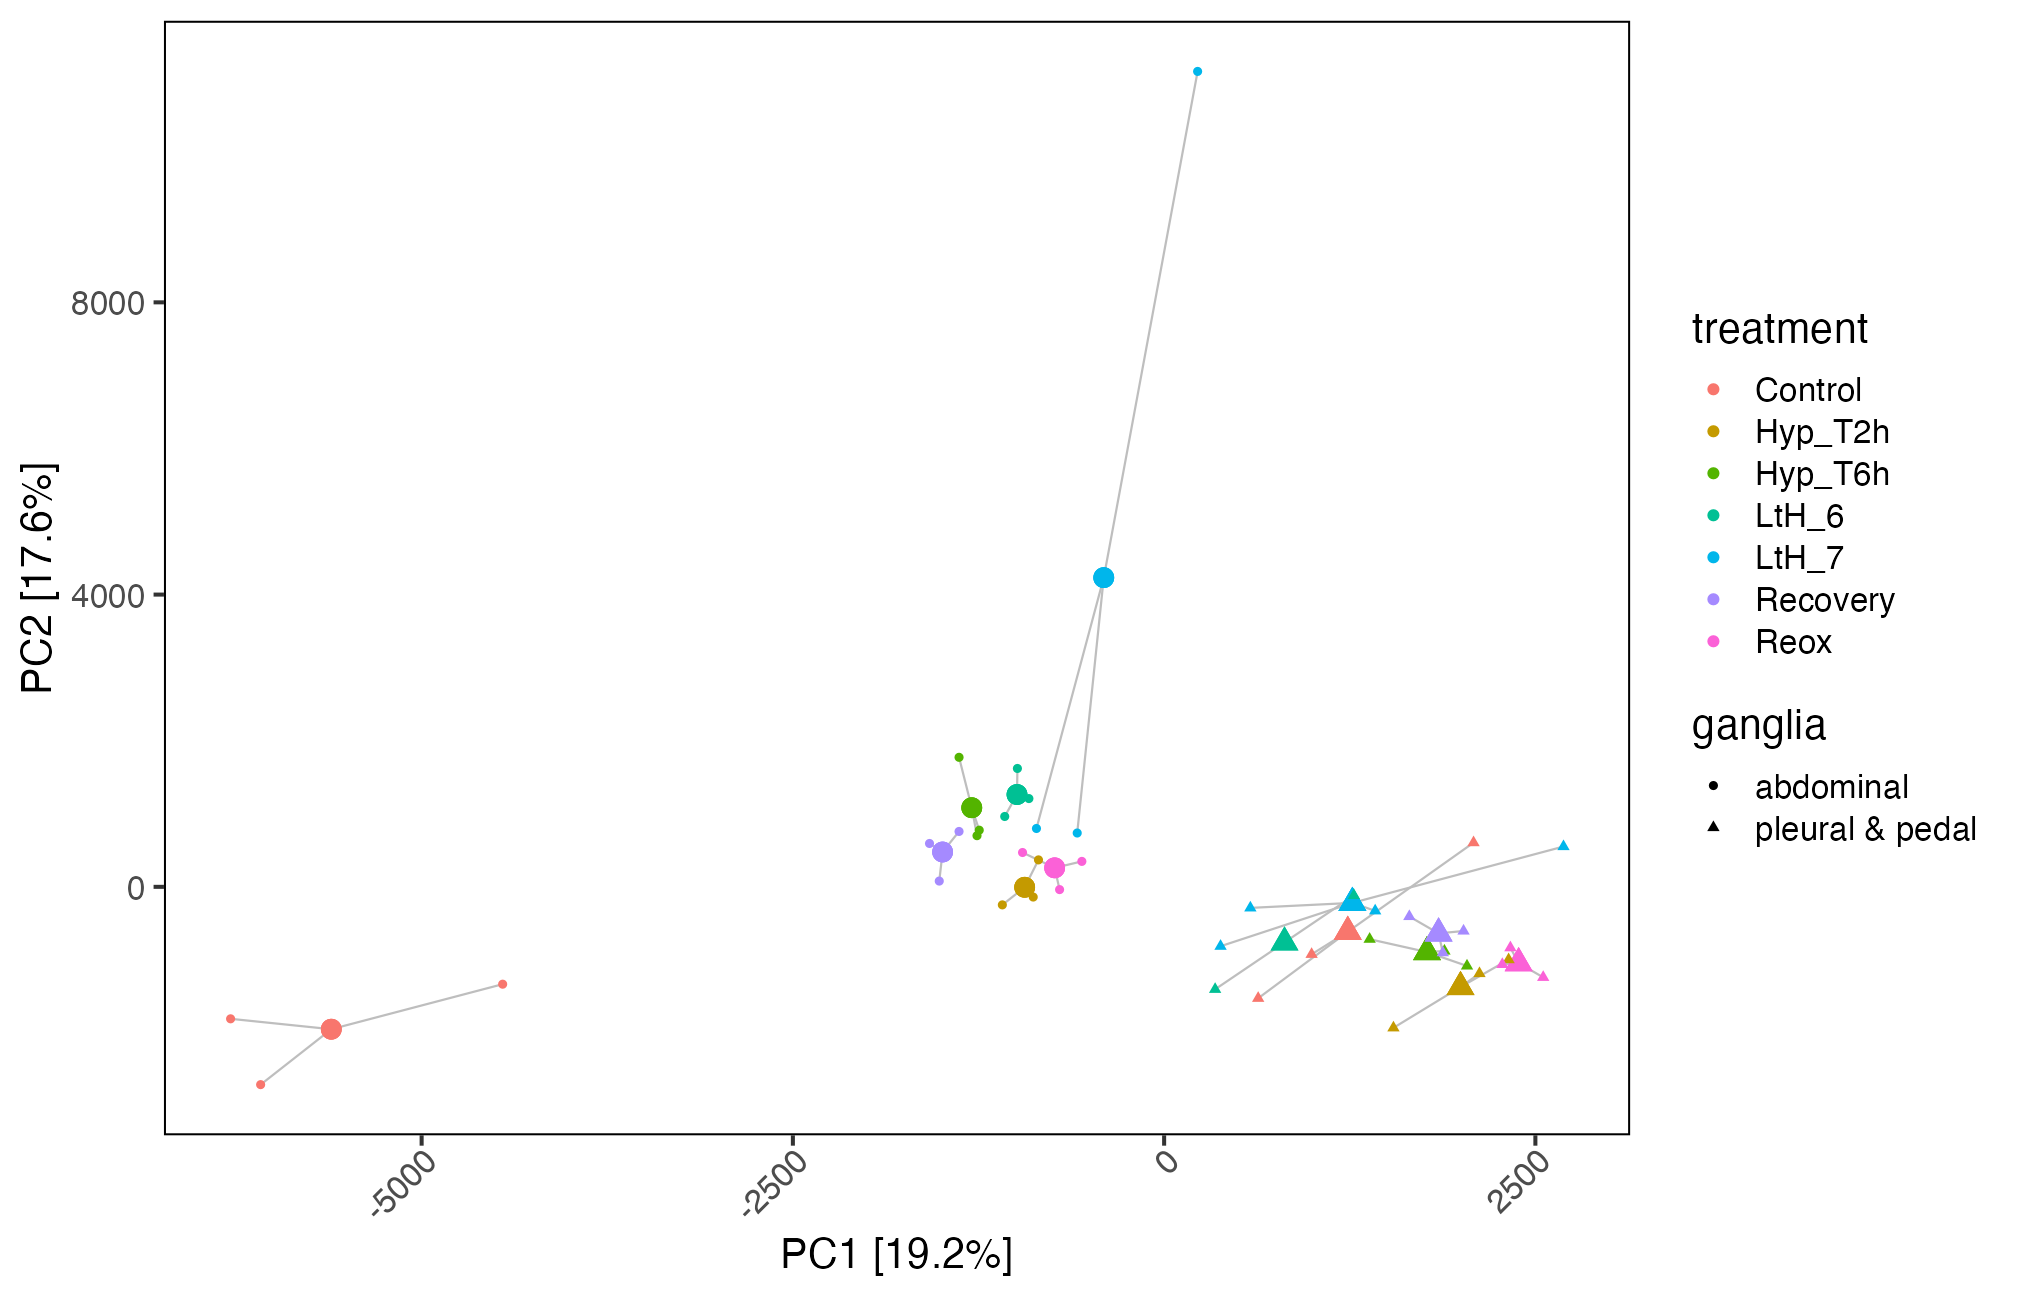 8000
4000
0
PC2 [17.6%]
-5000
-2500
0
2500
PC1 [19.2%]
treatment
Control
Hyp_T2h
Hyp_T6h
LtH_6
LtH_7
Recovery
Reox
ganglia
abdominal
pleural & pedal